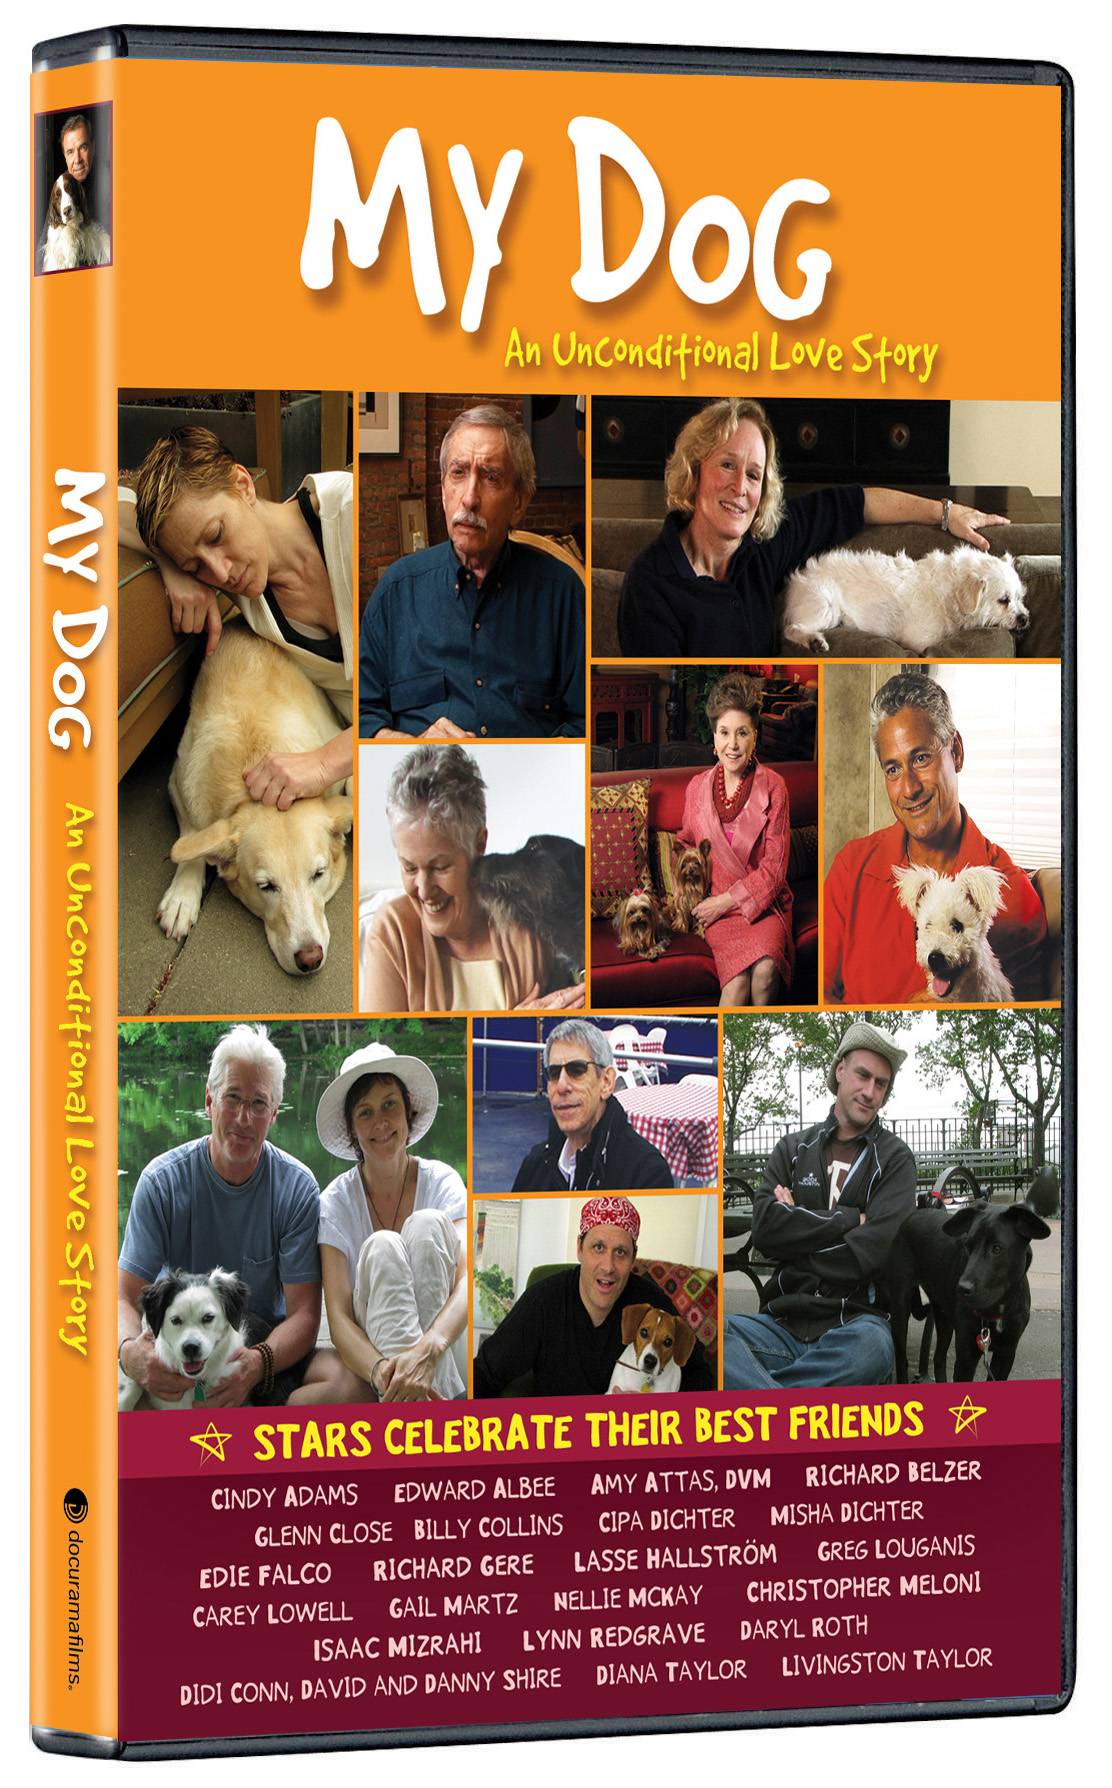 My Dog
An Unconditional Love Story
STARS CELEBRATE THEIR BEST FRIENDS
CINDY ADAMS EDWARD ALBEE AMY ATTAS, DVM RICHARD BELZER
GLENN CLOSE BILLY COLLINS CIPA DICHTER MISHA DICHTER
EDIE FALCO RICHARD GERE LASSE HALLSTRÖM GREG LOUGANIS
CAREY LOWELL GAIL MARTZ NELLIE MCKAY CHRISTOPHER MELONI
ISAAC MIZRAHI LYNN REDGRAVE DARYL ROTH
DIDI CONN, DAVID AND DANNY SHIRE DIANA TAYLOR LIVINGSTON TAYLOR
My Dog An Unconditional Love Story
docuramafilms.